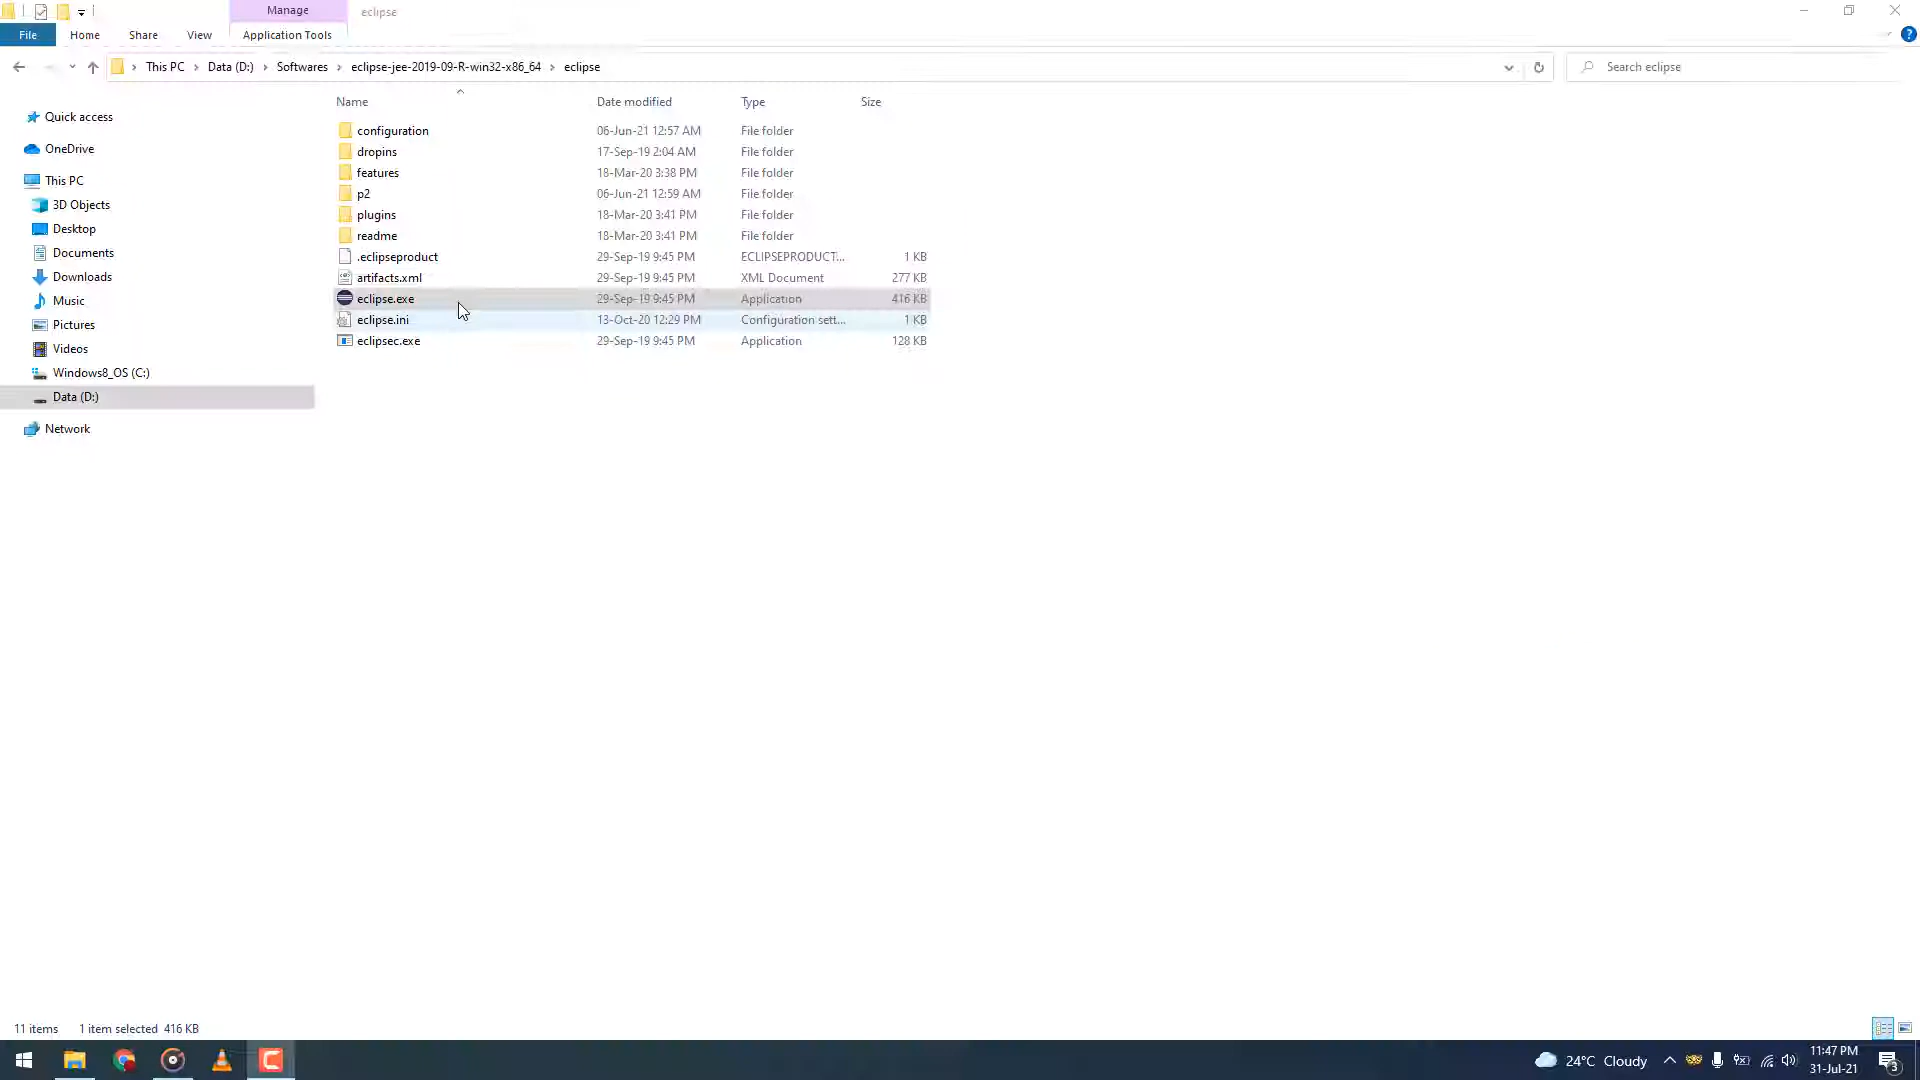 Manage eclipse
File Home Share View Application Tools
This PC Data (D:) Softwares eclipse-jee-2019-09-R-win32-x86_64 eclipse Search eclipse
Name Date modified Type Size
Quick access
OneDrive
This PC
3D Objects
Desktop
Documents
Downloads
Music
Pictures
Videos
Windows8_OS (C:)
Data (D:)
Network
configuration 06-Jun-21 12:57 AM File folder
dropins 17-Sep-19 2:04 AM File folder
features 18-Mar-20 3:38 PM File folder
p2 06-Jun-21 12:59 AM File folder
plugins 18-Mar-20 3:41 PM File folder
readme 18-Mar-20 3:41 PM File folder
.eclipseproduct 29-Sep-19 9:45 PM ECLIPSEPRODUCT... 1 KB
artifacts.xml 29-Sep-19 9:45 PM XML Document 277 KB
eclipse.exe 29-Sep-19 9:45 PM Application 416 KB
eclipse.ini 13-Oct-20 12:29 PM Configuration sett... 1 KB
eclipsec.exe 29-Sep-19 9:45 PM Application 128 KB
11 items 1 item selected 416 KB
24°C Cloudy 11:47 PM
31-Jul-21 3